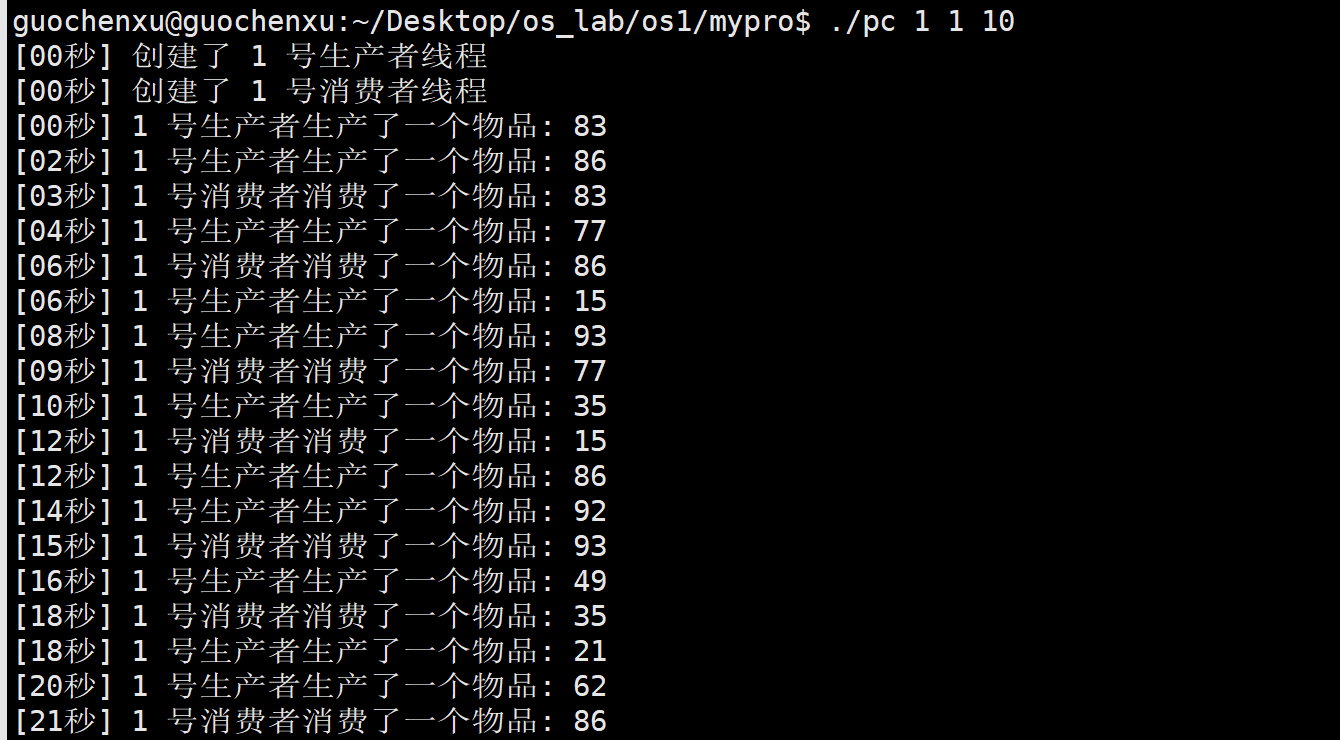 guochenxu@guochenxu:~/Desktop/os_lab/os1/mypro$ ./pc 1 1 10
[00秒] 创建了 1 号生产者线程
[00秒] 创建了 1 号消费者线程
[00秒] 1 号生产者生产了一个物品: 83
[02秒] 1 号生产者生产了一个物品: 86
[03秒] 1 号消费者消费了一个物品: 83
[04秒] 1 号生产者生产了一个物品: 77
[06秒] 1 号消费者消费了一个物品: 86
[06秒] 1 号生产者生产了一个物品: 15
[08秒] 1 号生产者生产了一个物品: 93
[09秒] 1 号消费者消费了一个物品: 77
[10秒] 1 号生产者生产了一个物品: 35
[12秒] 1 号消费者消费了一个物品: 15
[12秒] 1 号生产者生产了一个物品: 86
[14秒] 1 号生产者生产了一个物品: 92
[15秒] 1 号消费者消费了一个物品: 93
[16秒] 1 号生产者生产了一个物品: 49
[18秒] 1 号消费者消费了一个物品: 35
[18秒] 1 号生产者生产了一个物品: 21
[20秒] 1 号生产者生产了一个物品: 62
[21秒] 1 号消费者消费了一个物品: 86